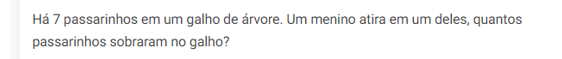 Há 7 passarinhos em um galho de árvore. Um menino atira em um deles, quantos
passarinhos sobraram no galho?